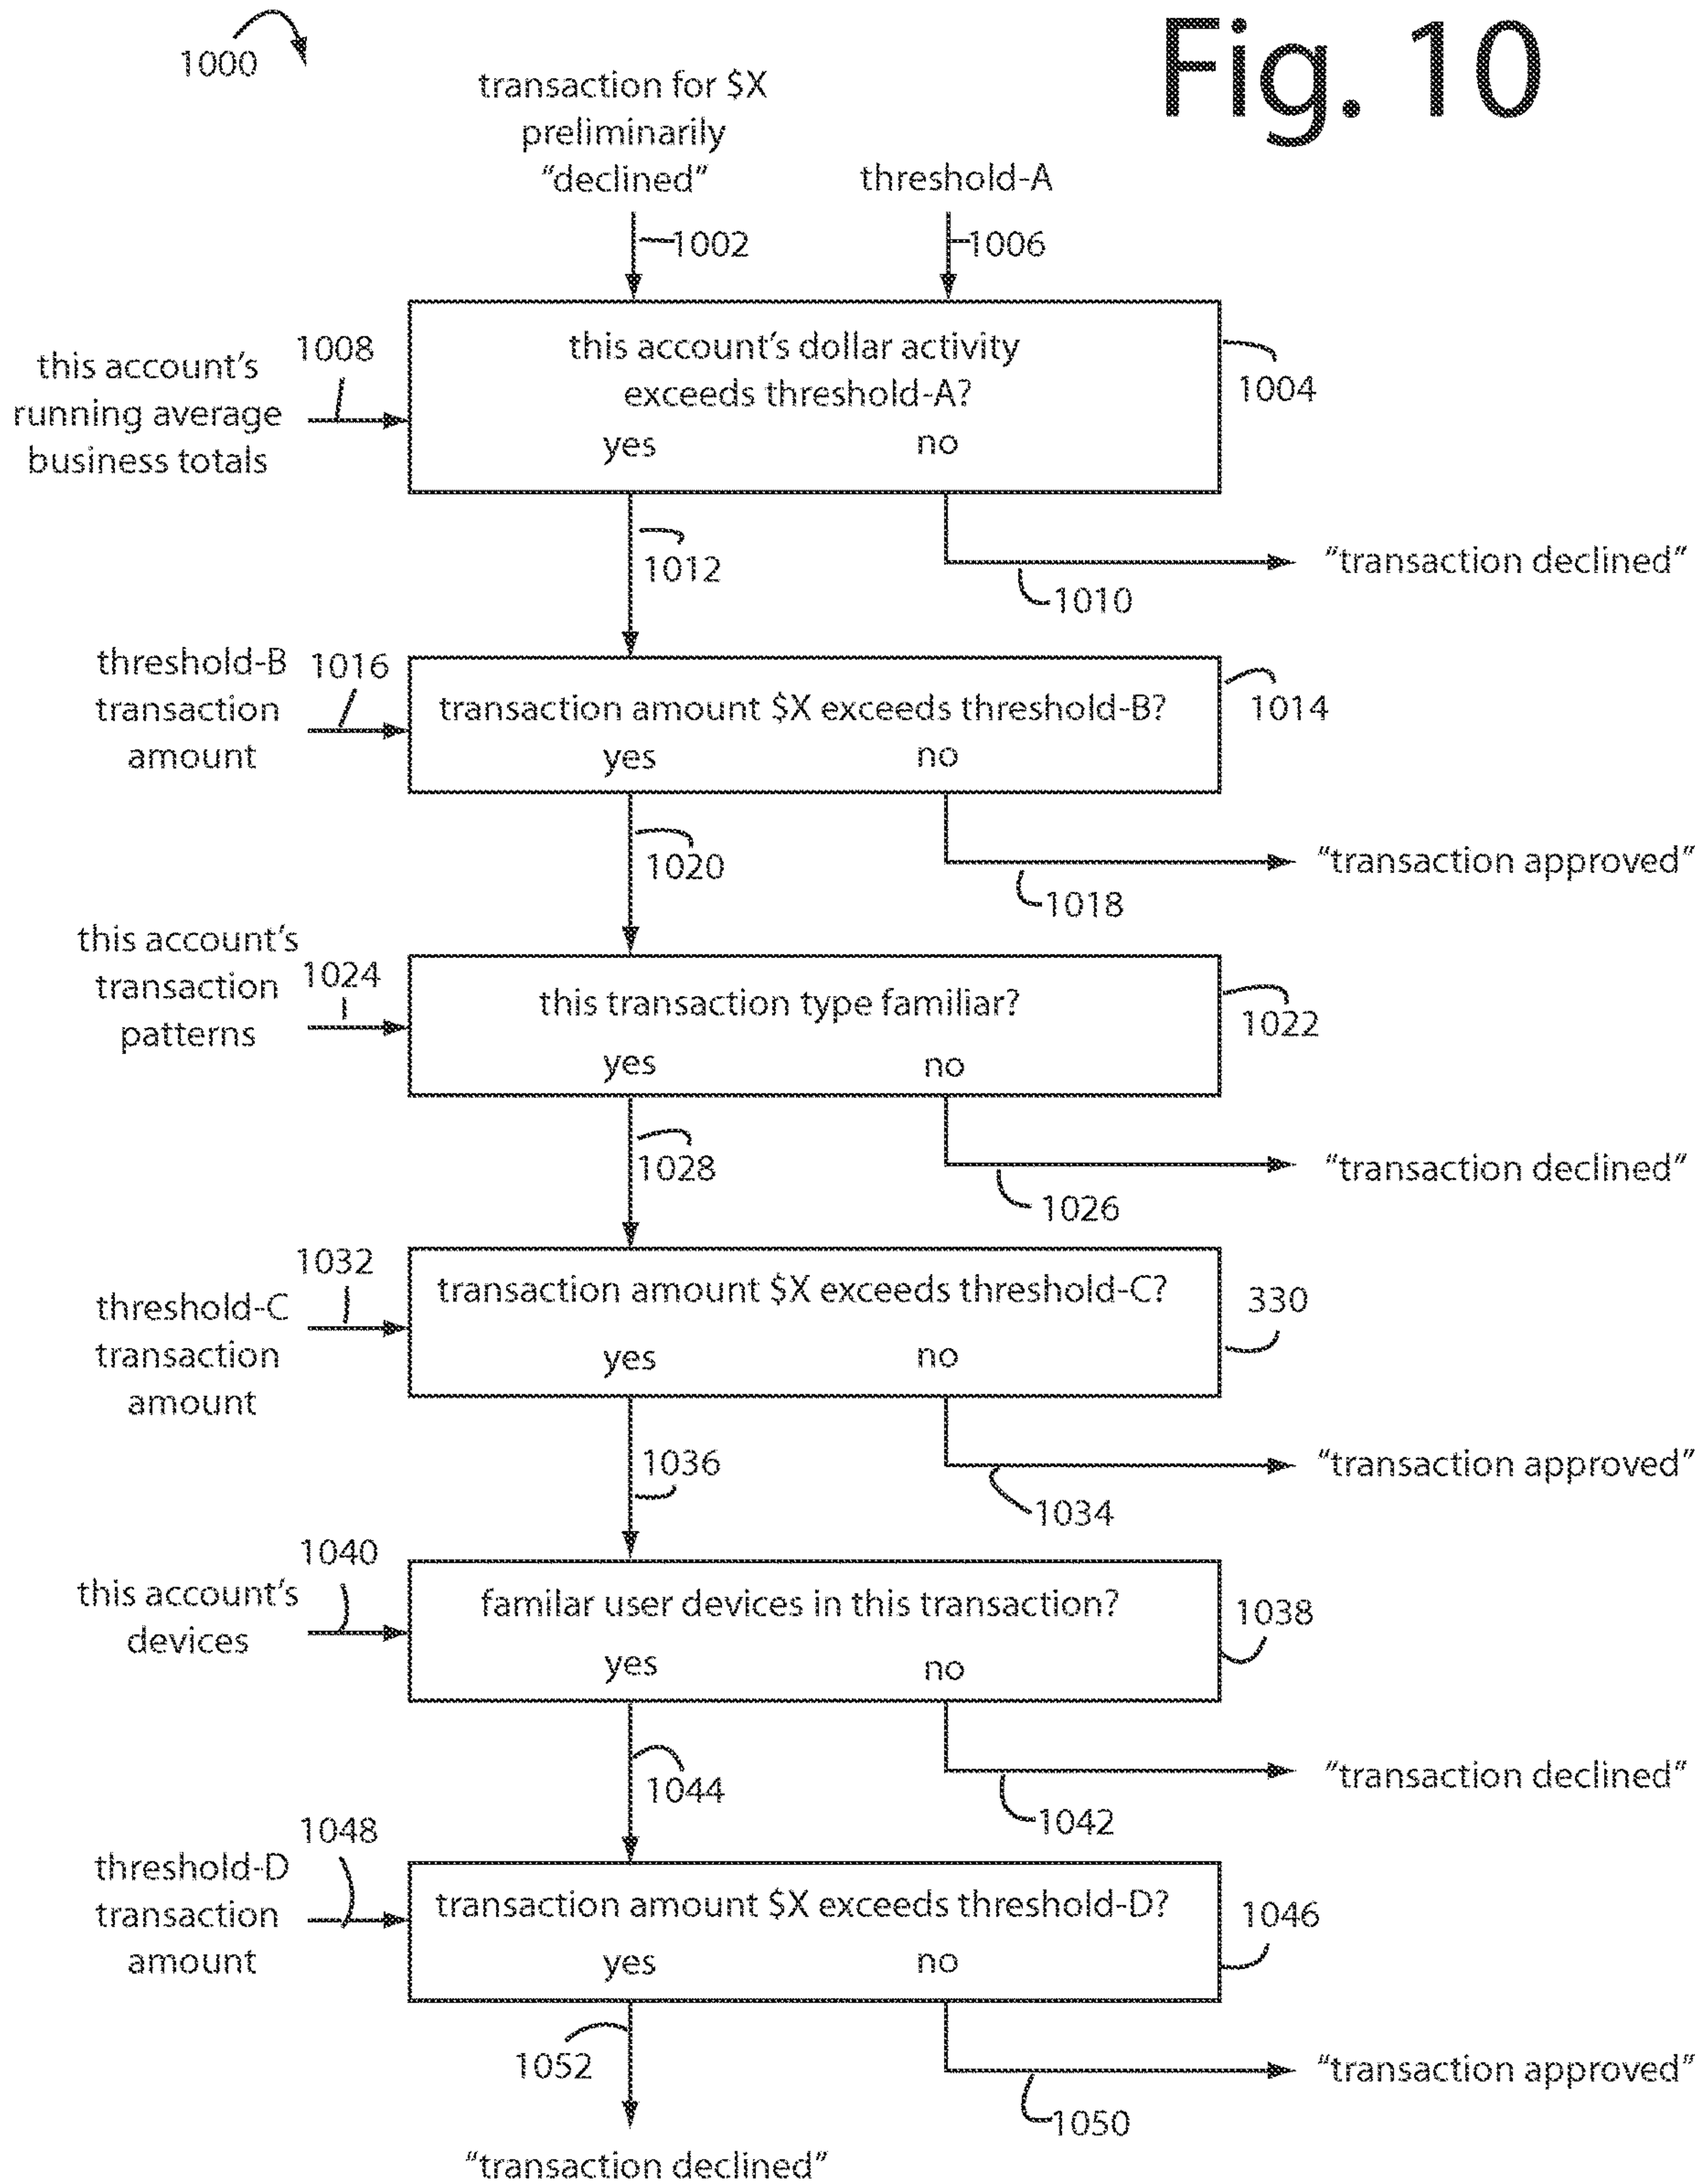 Fig. 10
1000
transaction for $X
preliminarily
“declined”
threshold-A
1002
1006
this account’s
running average
business totals
1008
this account’s dollar activity
exceeds threshold-A?
yes no
1004
1012
“transaction declined”
1010
threshold-B
transaction
amount
1016
transaction amount $X exceeds threshold-B?
yes no
1014
1020
“transaction approved”
1018
this account’s
transaction
patterns
1024
this transaction type familiar?
yes no
1022
1028
“transaction declined”
1026
threshold-C
transaction
amount
1032
transaction amount $X exceeds threshold-C?
yes no
330
1036
“transaction approved”
1034
this account’s
devices
1040
familar user devices in this transaction?
yes no
1038
1044
“transaction declined”
1042
threshold-D
transaction
amount
1048
transaction amount $X exceeds threshold-D?
yes no
1046
1052
“transaction approved”
1050
“transaction declined”